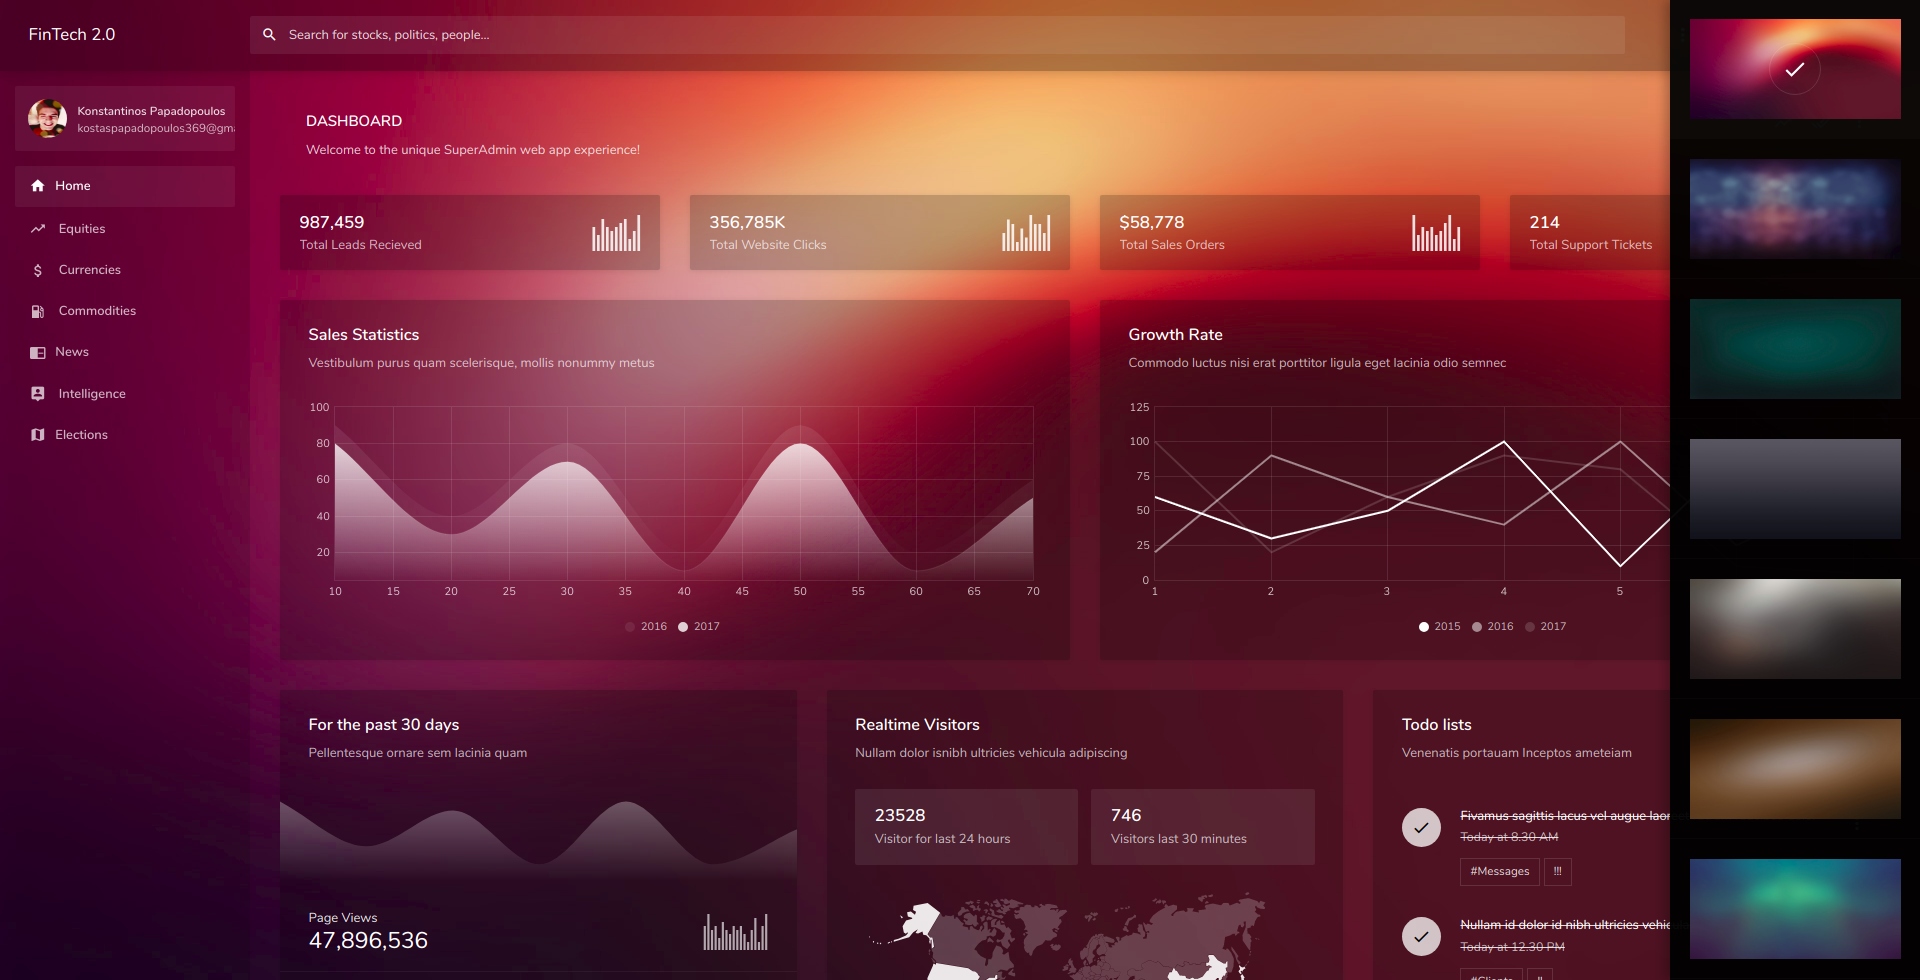 FinTech 2.0
Search for stocks, politics, people...
Konstantinos Papadopoulos
kostaspapadopoulos369@gm
Home
Equities
Currencies
Commodities
News
Intelligence
Elections
DASHBOARD
Welcome to the unique SuperAdmin web app experience!
987,459
Total Leads Recieved
356,785K
Total Website Clicks
$58,778
Total Sales Orders
214
Total Support Tickets
Sales Statistics
Vestibulum purus quam scelerisque, mollis nonummy metus
100
80
60
40
20
10 15 20 25 30 35 40 45 50 55 60 65 70
2016 2017
Growth Rate
Commodo luctus nisi erat porttitor ligula eget lacinia odio semnec
125
100
75
50
25
0
1 2 3 4 5
2015 2016 2017
For the past 30 days
Pellentesque ornare sem lacinia quam
Page Views
47,896,536
Realtime Visitors
Nullam dolor isnibh ultricies vehicula adipiscing
23528
Visitor for last 24 hours
746
Visitors last 30 minutes
Todo lists
Venenatis portauam Inceptos ameteiam
Fivamus sagittis lacus vel augue laor
Today at 8.30 AM
#Messages !!!
Nullam id dolor id nibh ultricies vehic
Today at 12.30 PM
#Clients !!